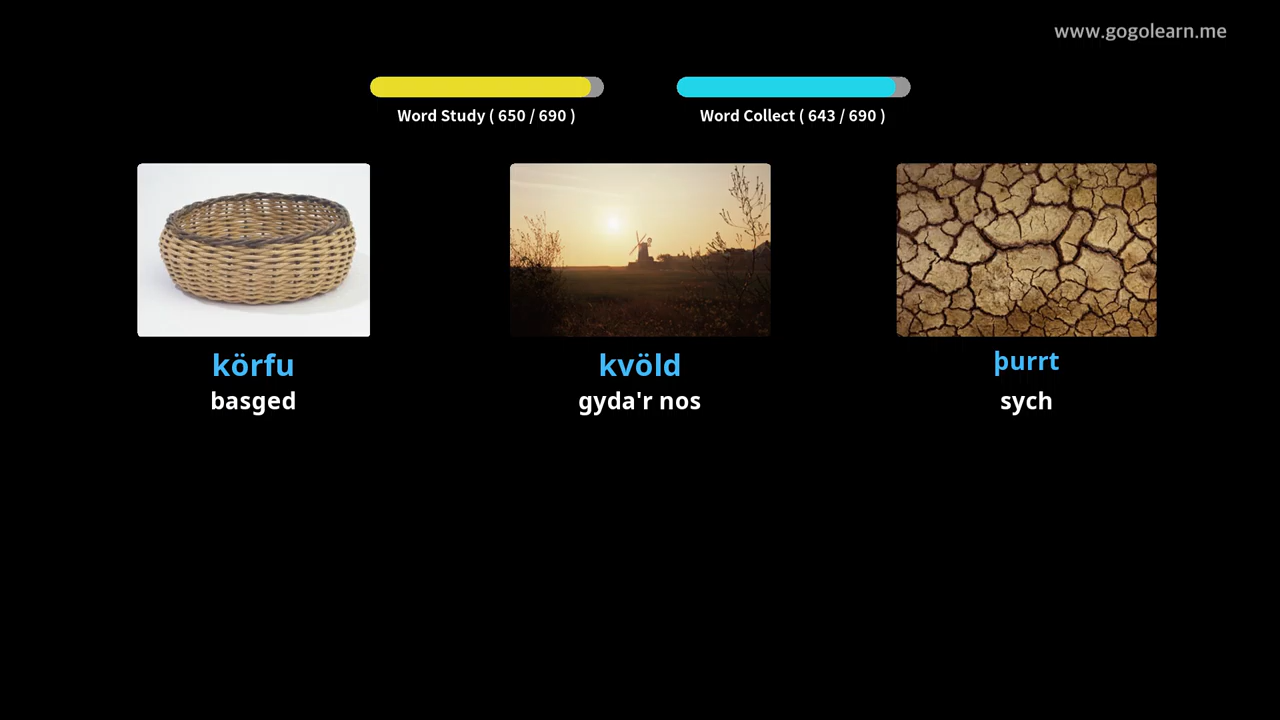 www.gogolearn.me
Word Study ( 650 / 690 )
Word Collect ( 643 / 690 )
körfu
kvöld
þurrt
basged
gyda'r nos
sych